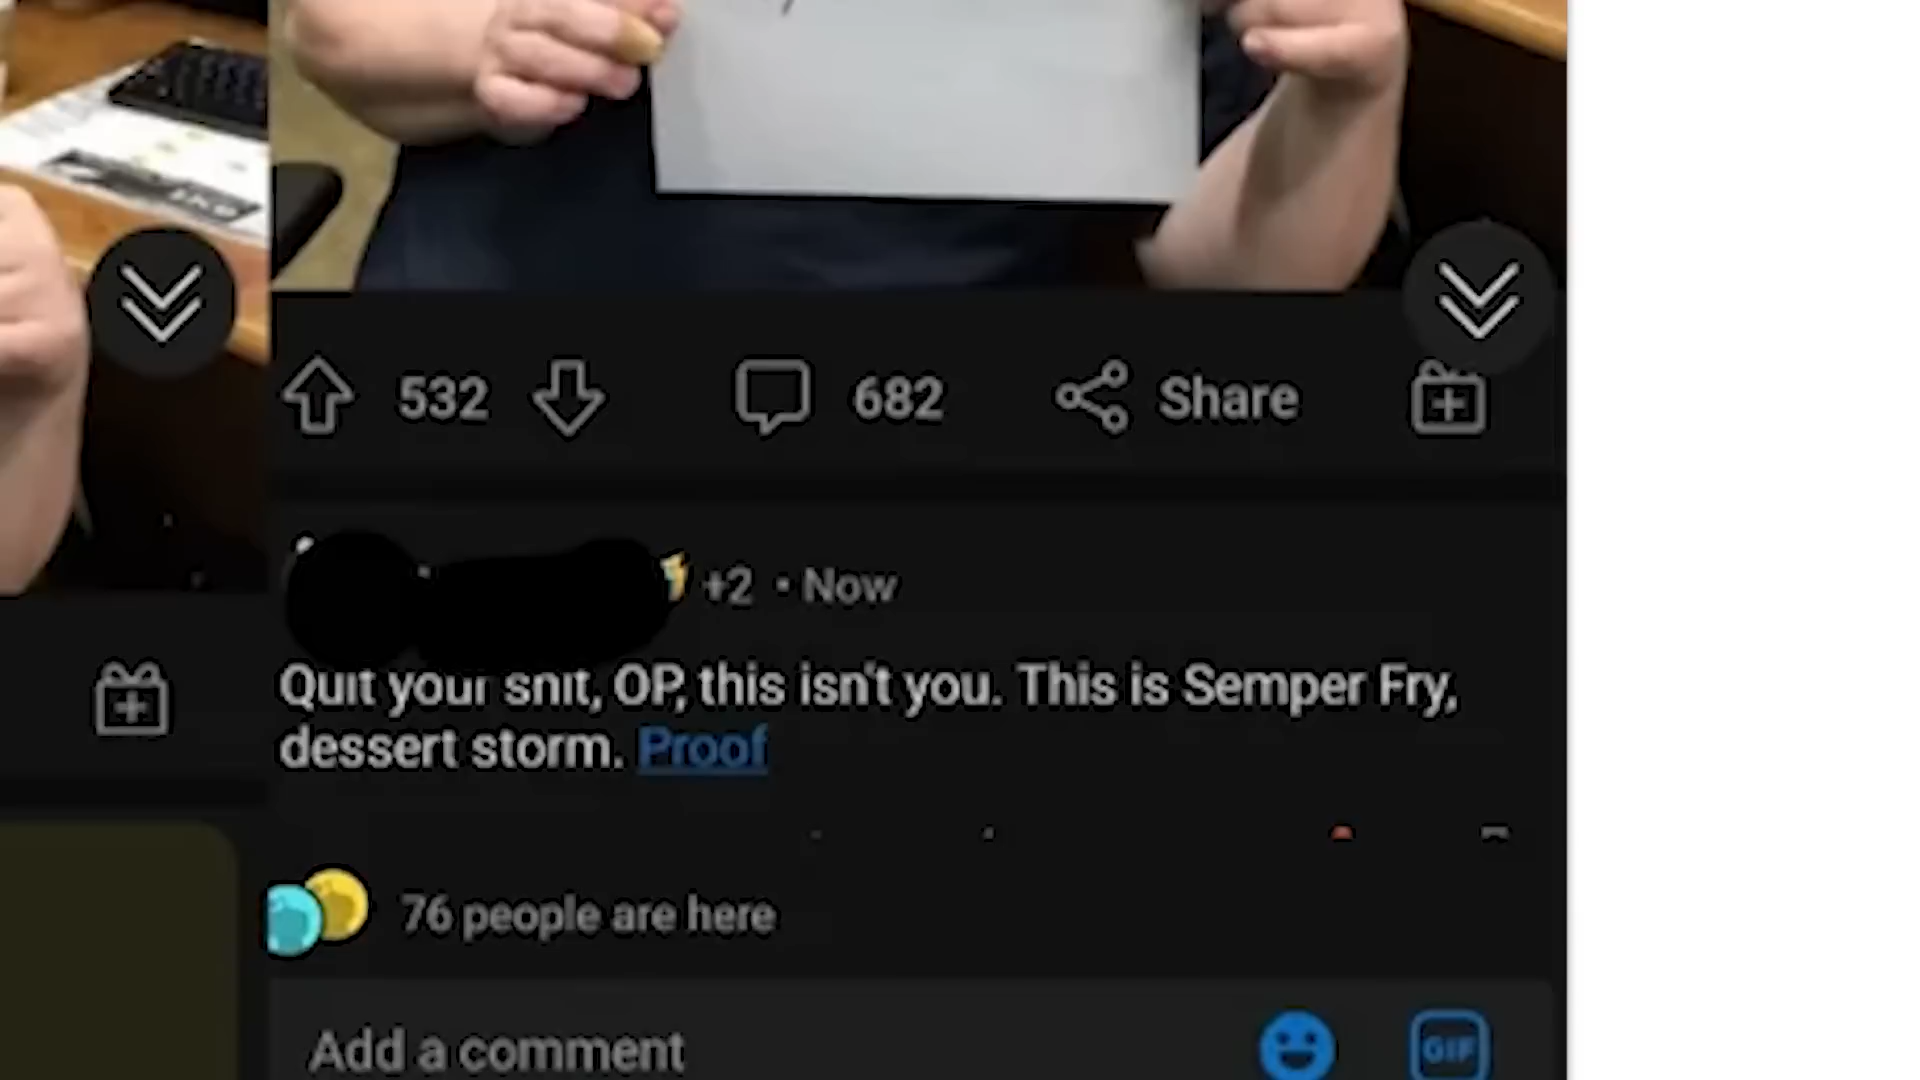 532
682
Share
+2 • Now
Quit your shit, OP, this isn't you. This is Semper Fry,
dessert storm. Proof
76 people are here
Add a comment
GIF